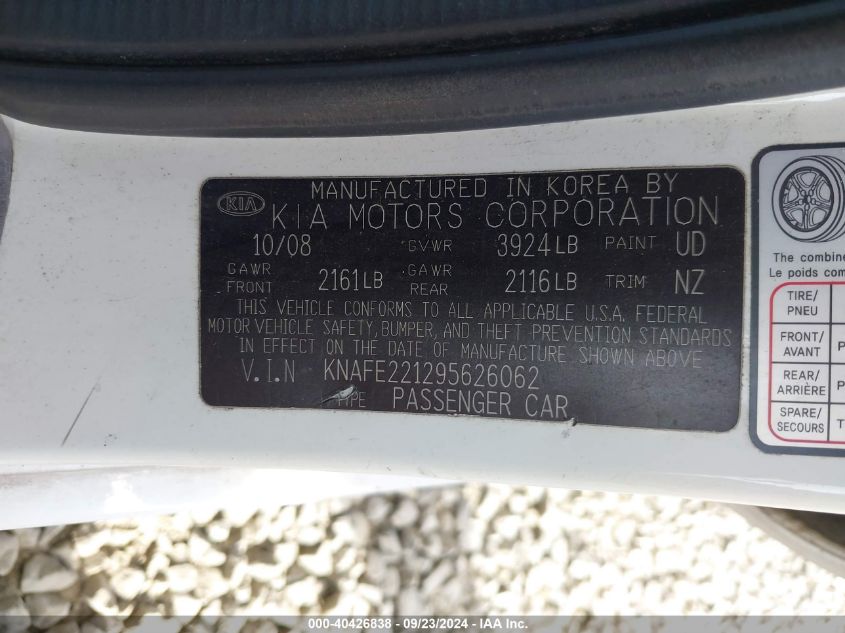 MANUFACTURED IN KOREA BY
KIA
KIA MOTORS CORPORATION
10/08 GVWR 3924LB PAINT UD
GAWR FRONT 2161LB GAWR REAR 2116LB TRIM NZ
THIS VEHICLE CONFORMS TO ALL APPLICABLE U.S.A. FEDERAL
MOTOR VEHICLE SAFETY, BUMPER, AND THEFT PREVENTION STANDARDS
IN EFFECT ON THE DATE OF MANUFACTURE SHOWN ABOVE
V.I.N KNAFE221295626062
TYPE PASSENGER CAR
The combine
Le poids com
TIRE/
PNEU
FRONT/
AVANT P
REAR/
ARRIÈRE P
SPARE/
SECOURS T
000-40426838 - 09/23/2024 - IAA Inc.